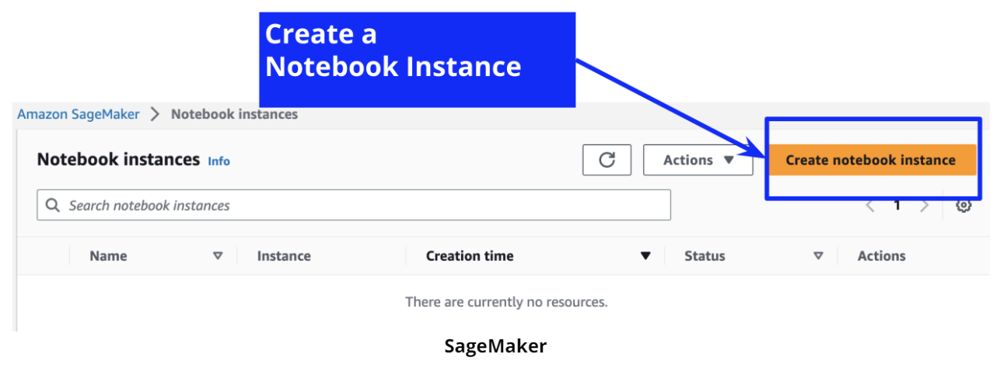 Create a
Notebook Instance
Amazon SageMaker > Notebook instances
Notebook instances Info
Actions ▼
Create notebook instance
Search notebook instances
< 1 >
Name Instance Creation time Status Actions
There are currently no resources.
SageMaker